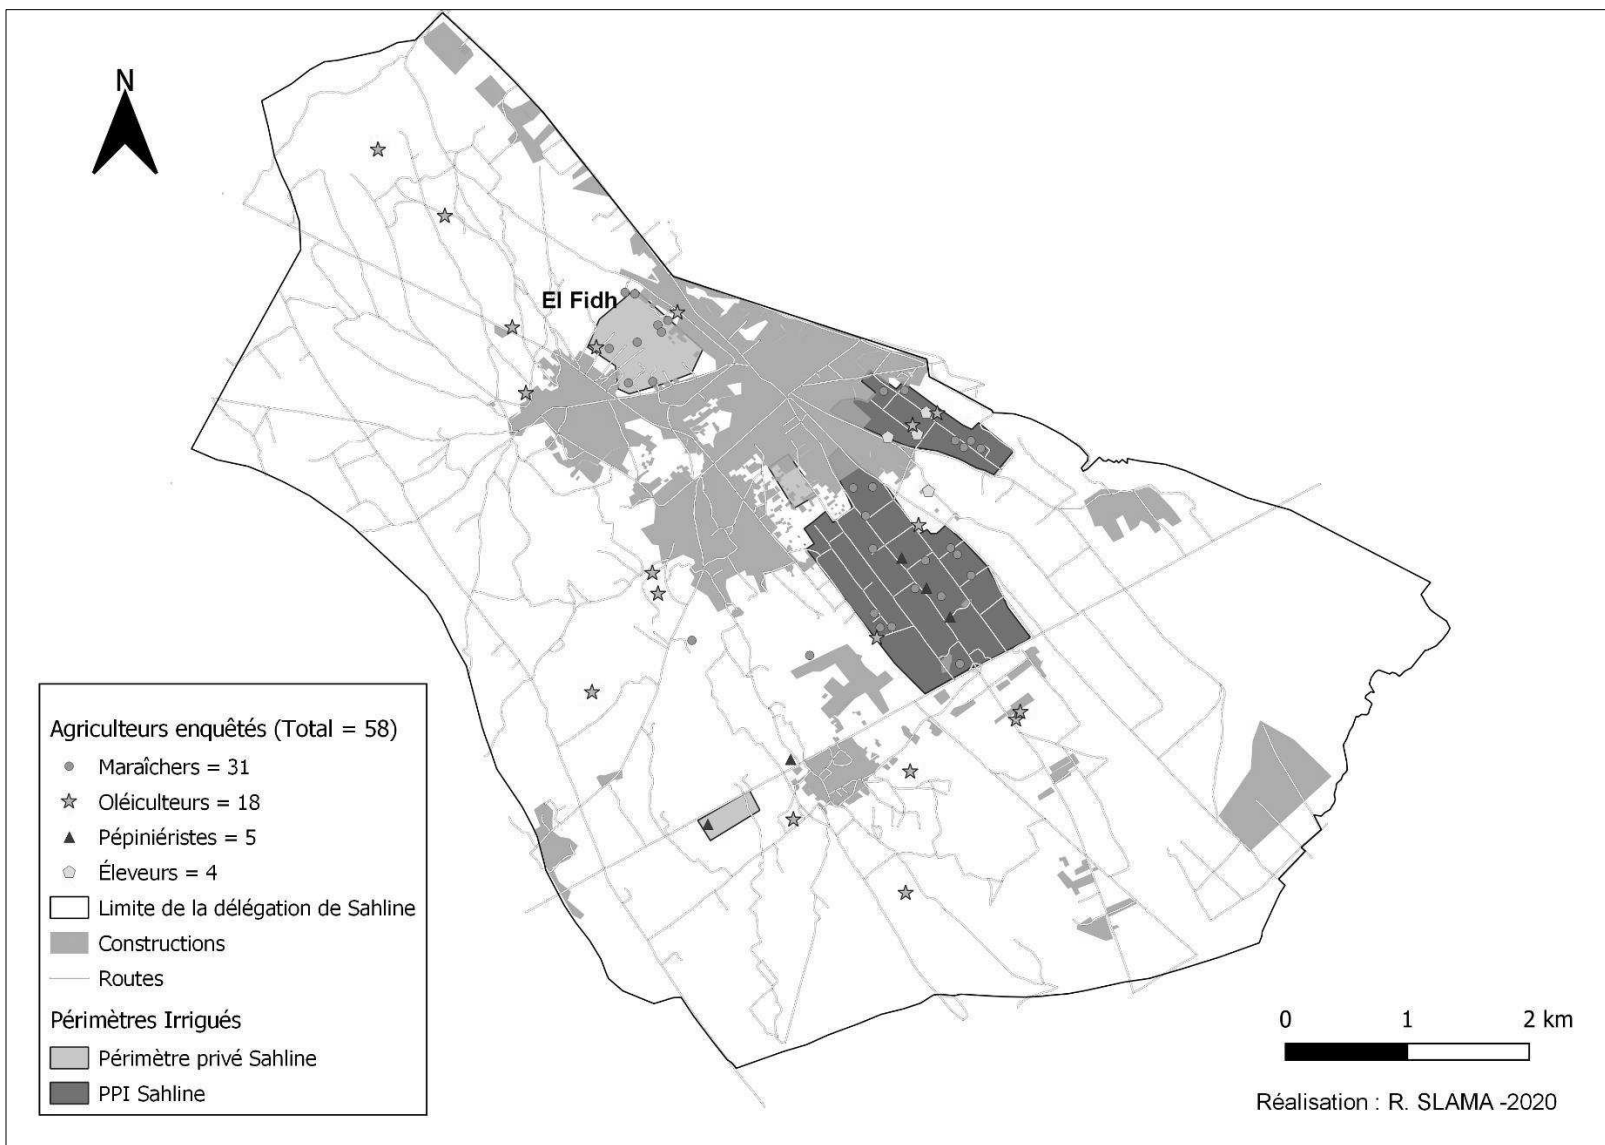 N
El Fidh
Agriculteurs enquêtés (Total = 58)
Maraîchers = 31
Oléiculteurs = 18
Pépiniéristes = 5
Éleveurs = 4
Limite de la délégation de Sahline
Constructions
Routes
Périmètres Irrigués
Périmètre privé Sahline
PPI Sahline
0 1 2 km
Réalisation : R. SLAMA -2020